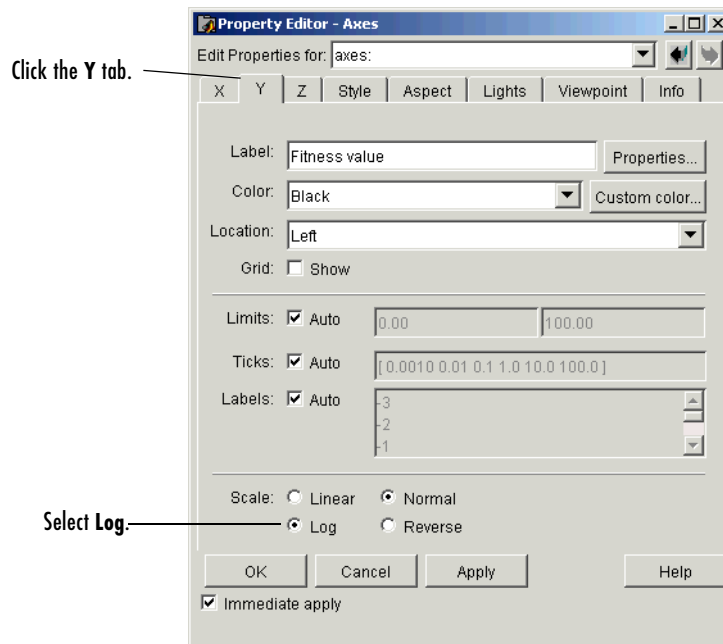 Property Editor - Axes
Edit Properties for: axes:
Click the Y tab.
X Y Z Style Aspect Lights Viewpoint Info
Label: Fitness value Properties...
Color: Black Custom color...
Location: Left
Grid: Show
Limits: Auto 0.00 100.00
Ticks: Auto [ 0.0010 0.01 0.1 1.0 10.0 100.0 ]
Labels: Auto -3
-2
-1
Scale: Linear Normal
Select Log. Log Reverse
OK Cancel Apply Help
Immediate apply